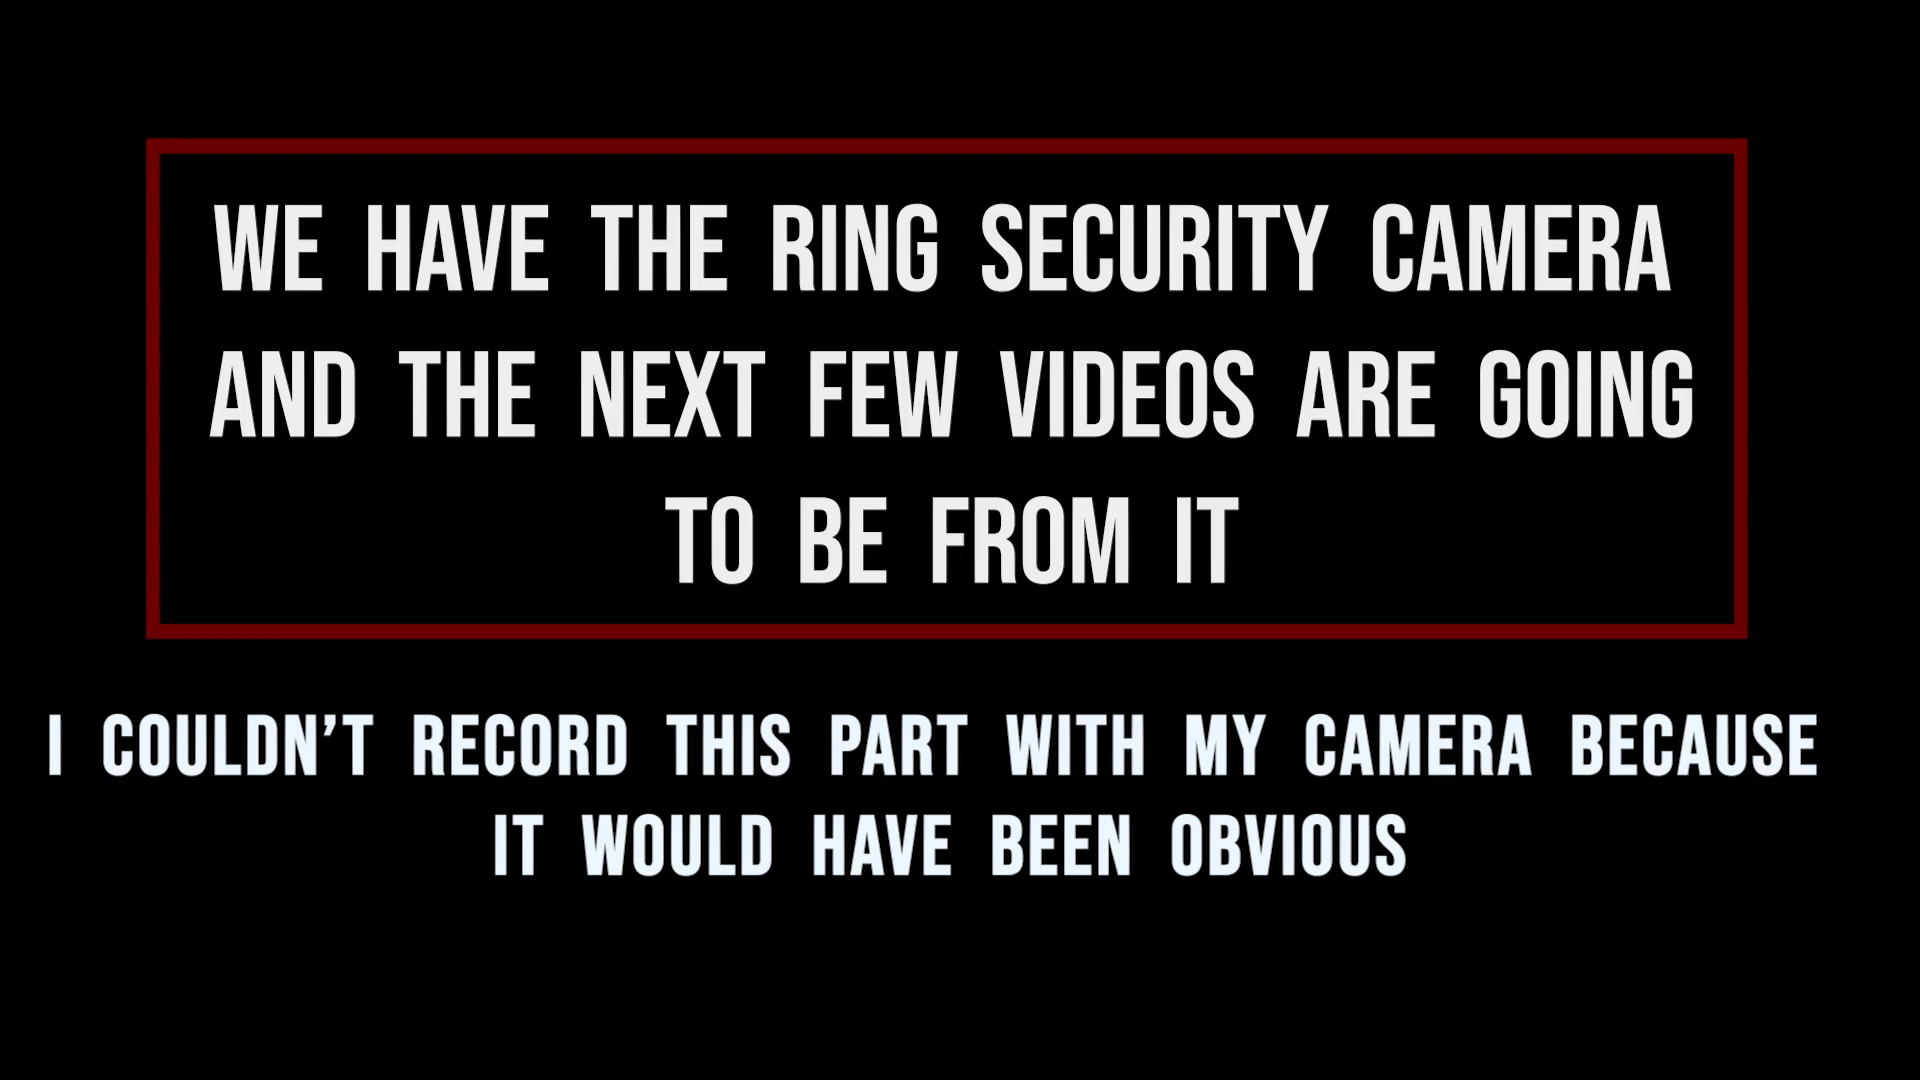 WE HAVE THE RING SECURITY CAMERA
AND THE NEXT FEW VIDEOS ARE GOING
TO BE FROM IT
I COULDN’T RECORD THIS PART WITH MY CAMERA BECAUSE
IT WOULD HAVE BEEN OBVIOUS